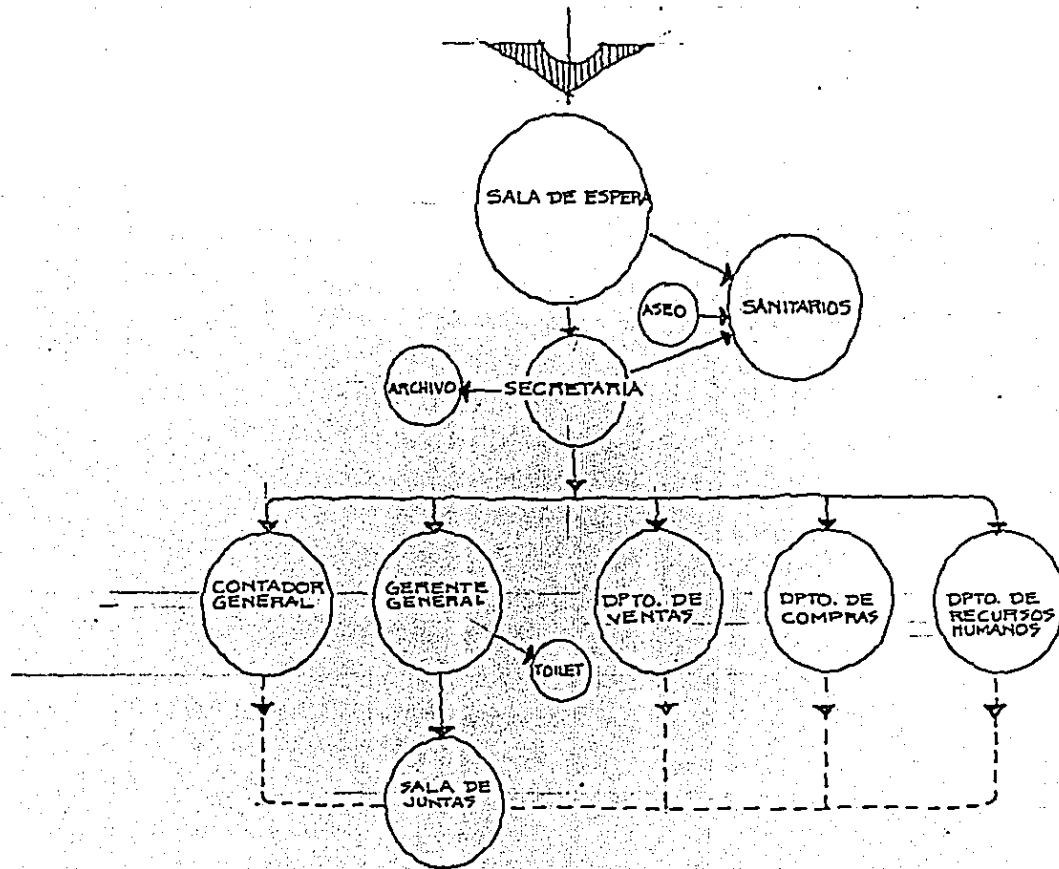 SALA DE ESPERA
ASEO
SANITARIOS
ARCHIVO
SECRETARIA
CONTADOR
GENERAL
GERENTE
GENERAL
DPTO. DE
VENTAS
DPTO. DE
COMPRAS
DPTO. DE
RECURSOS
HUMANOS
TOILET
SALA DE
JUNTAS